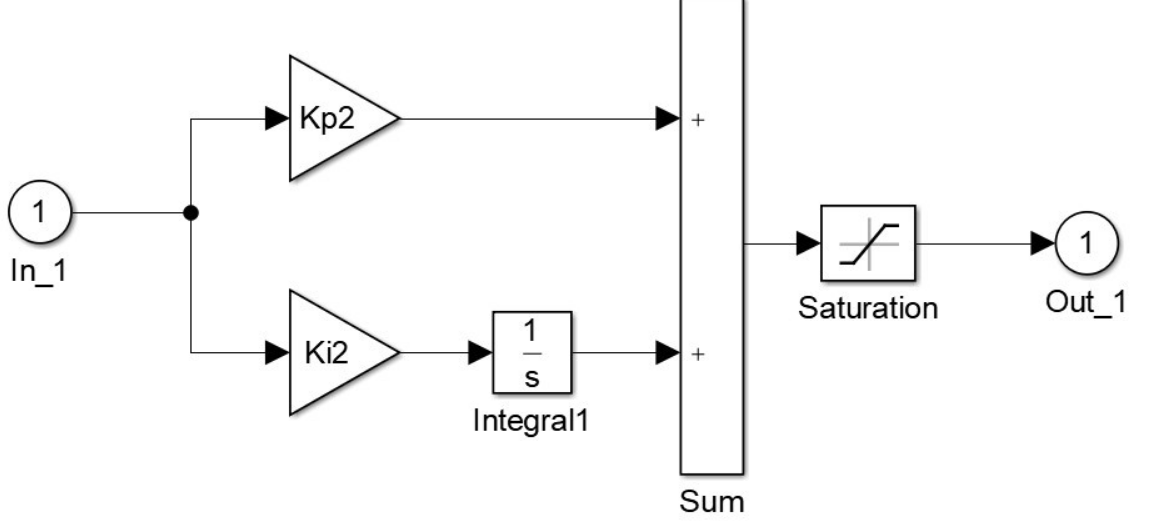 Kp2
+
1
In_1
1
Saturation
Out_1
Ki2
1
s
Integral1
+
Sum